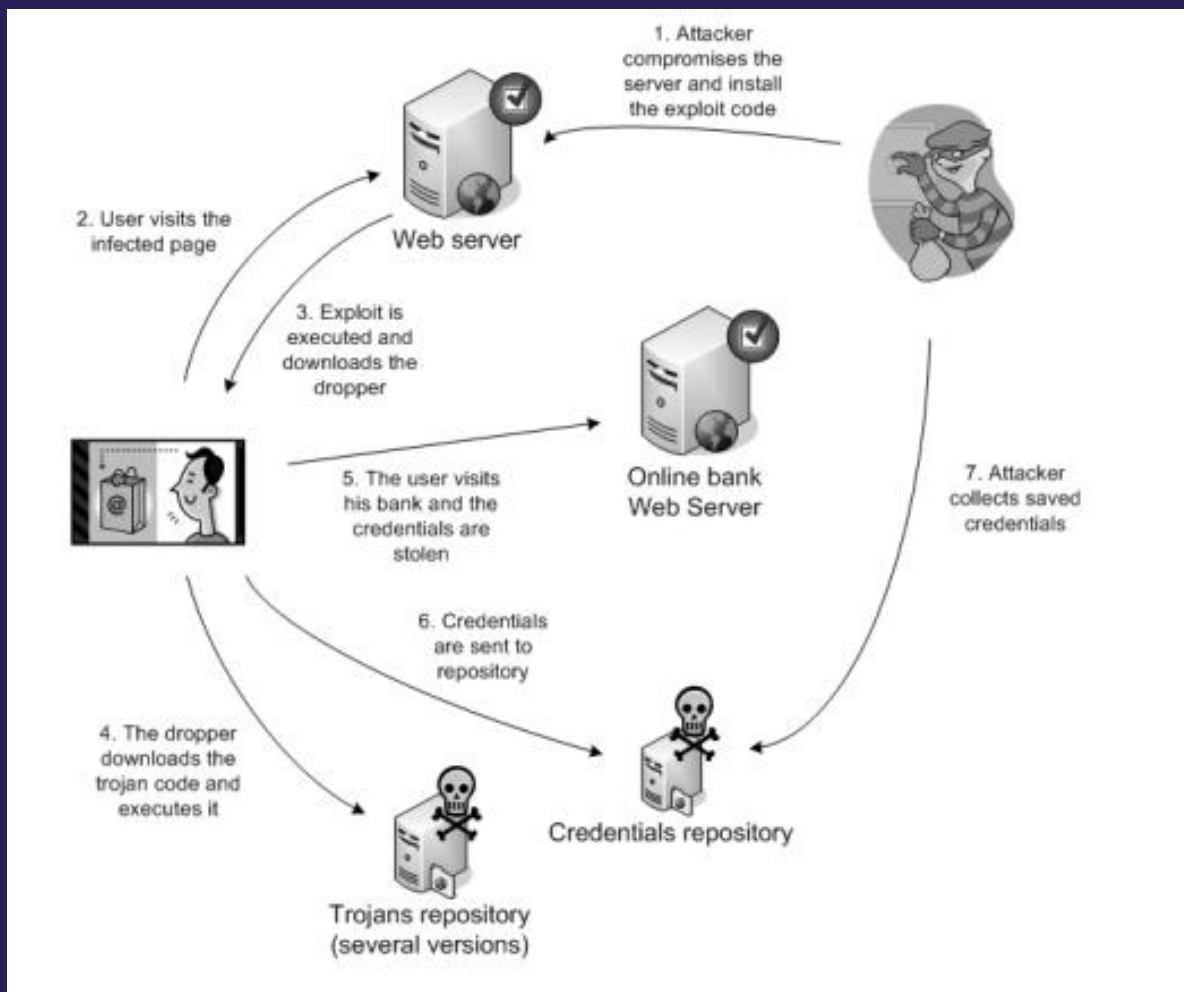 1. Attacker
compromises the
server and install
the exploit code
2. User visits the
infected page
Web server
3. Exploit is
executed and
downloads the
dropper
@
5. The user visits
his bank and the
credentials are
stolen
Online bank
Web Server
7. Attacker
collects saved
credentials
6. Credentials
are sent to
repository
4. The dropper
downloads the
trojan code and
executes it
Credentials repository
Trojans repository
(several versions)